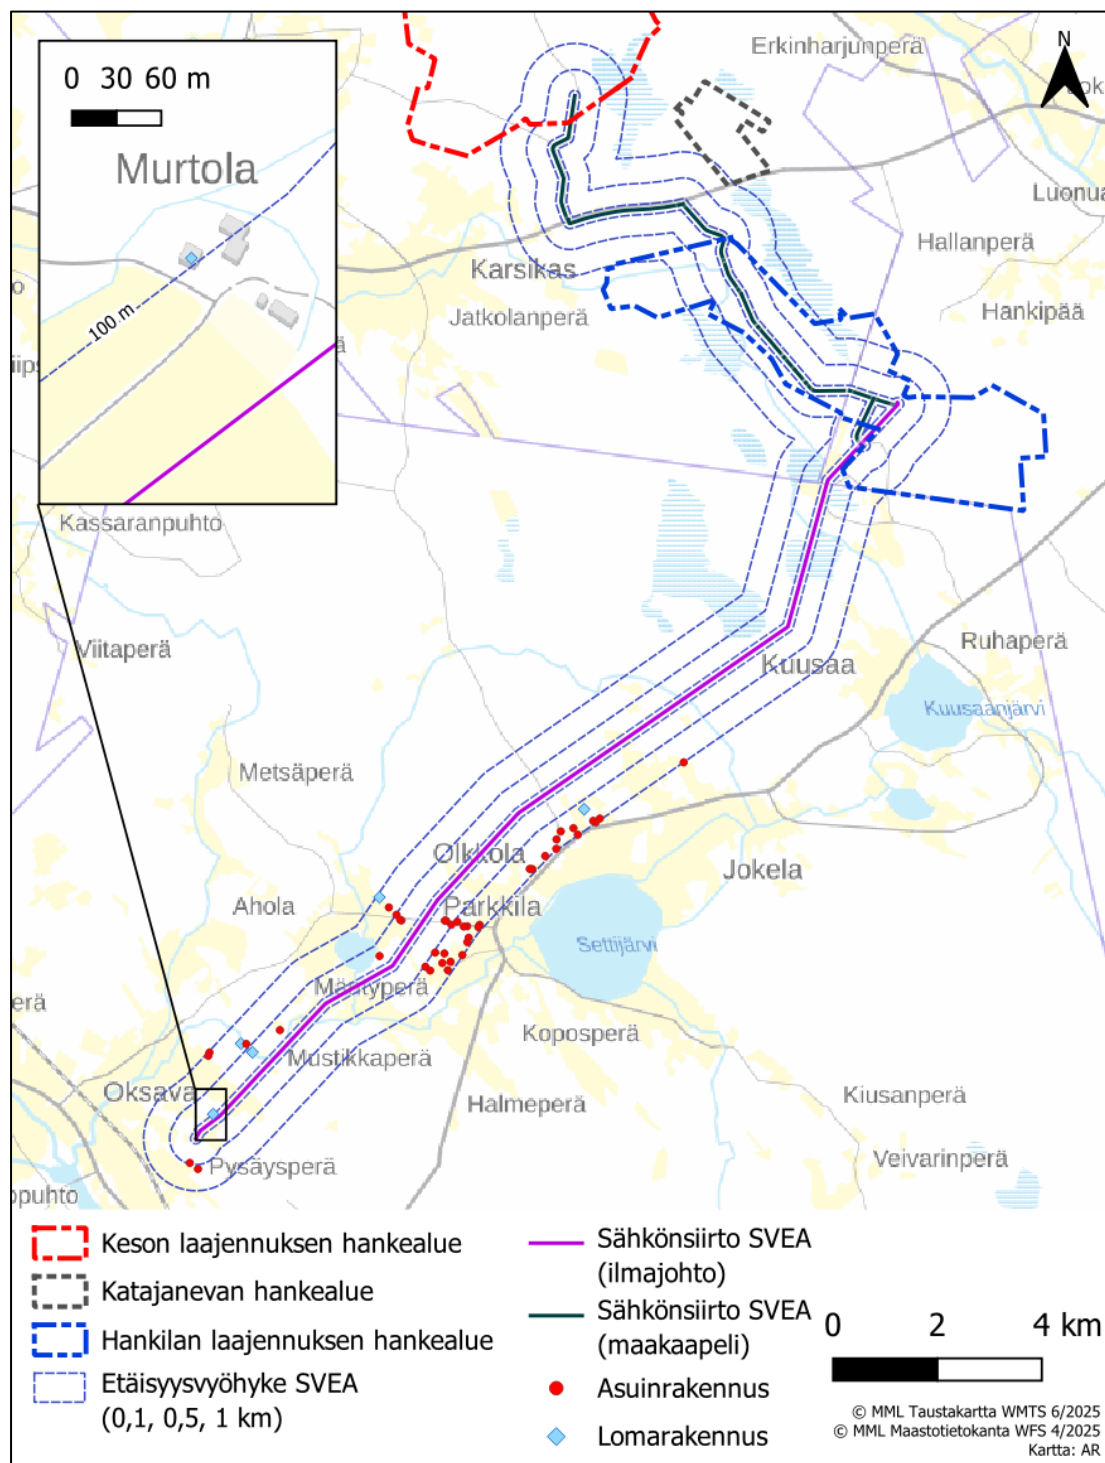 Erkinharjunperä
N
0 30 60 m
Murtola
100 m
Luonua
Hallanperä
Karsikas
Hankipää
Jatkolanperä
Kassaranpuhto
Viitaperä
Ruhaperä
Kuusaa
Kuusaanjärvi
Metsäperä
Olkkola
Jokela
Ahola
Parkkila
Settijärvi
Mäntyperä
erä
Koposperä
Mustikkaperä
Oksava
Halmeperä
Kiusanperä
Pysäysperä
Veivarinperä
opuhto
Keson laajennuksen hankealue
Katajanevan hankealue
Hankilan laajennuksen hankealue
Etäisyysvyöhyke SVEA
(0,1, 0,5, 1 km)
Sähkönsiirto SVEA
(ilmajohto)
Sähkönsiirto SVEA
(maakaapeli)
Asuinrakennus
Lomarakennus
0 2 4 km
© MML Taustakartta WMTS 6/2025
© MML Maastotietokanta WFS 4/2025
Kartta: AR